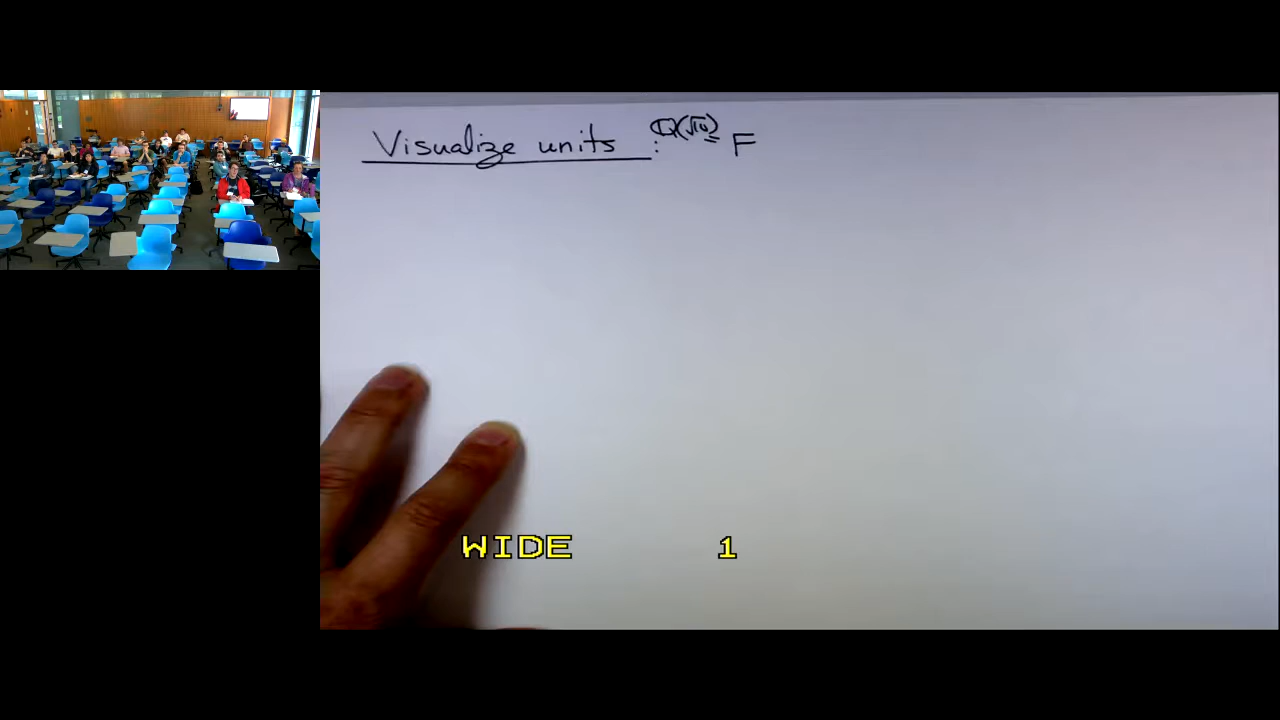 Visualize units : ℚ(√10) F
WIDE 1